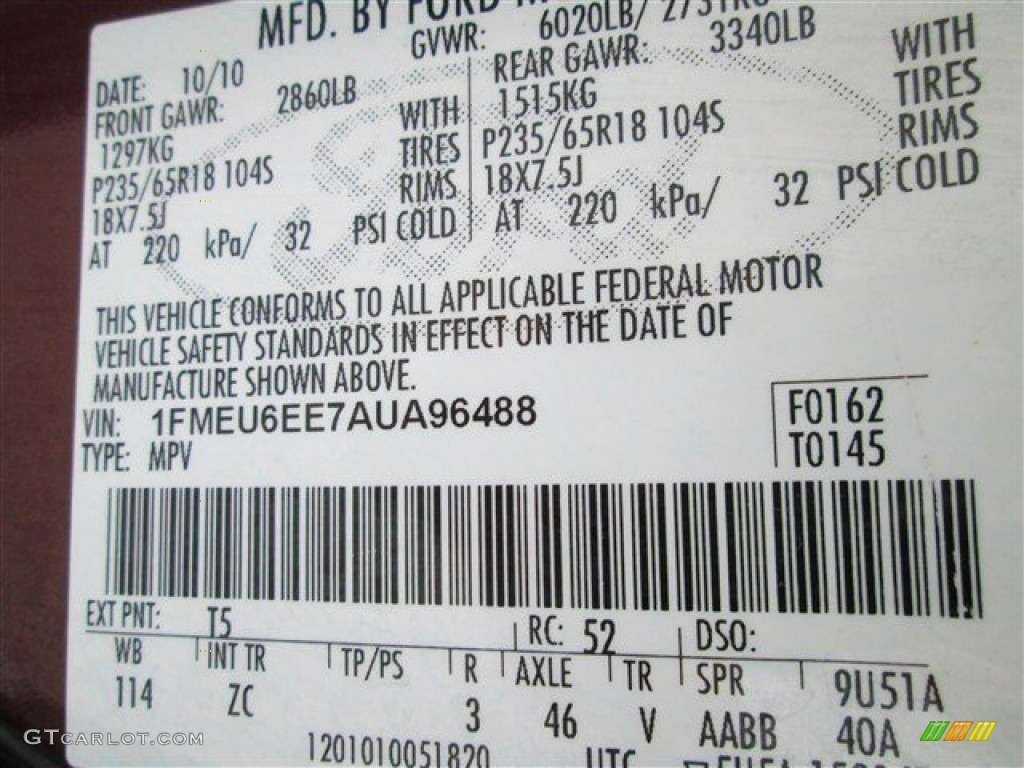 MFD. BY FORD
GVWR: 6020LB/
DATE: 10/10
FRONT GAWR: 2860LB
1297KG WITH
P235/65R18 104S TIRES
18X7.5J RIMS
AT 220 kPa/ 32 PSI COLD
REAR GAWR: 3340LB
1515KG WITH
P235/65R18 104S TIRES
18X7.5J RIMS
AT 220 kPa/ 32 PSI COLD
THIS VEHICLE CONFORMS TO ALL APPLICABLE FEDERAL MOTOR
VEHICLE SAFETY STANDARDS IN EFFECT ON THE DATE OF
MANUFACTURE SHOWN ABOVE.
VIN: 1FMEU6EE7AUA96488
TYPE: MPV
F0162
T0145
EXT PNT: T5 RC: 52 DSO:
WB INT TR TP/PS R AXLE TR SPR 9U51A
114 ZC 3 46 V AABB 40A
1201010051820 UTC
GTCARLOT.COM